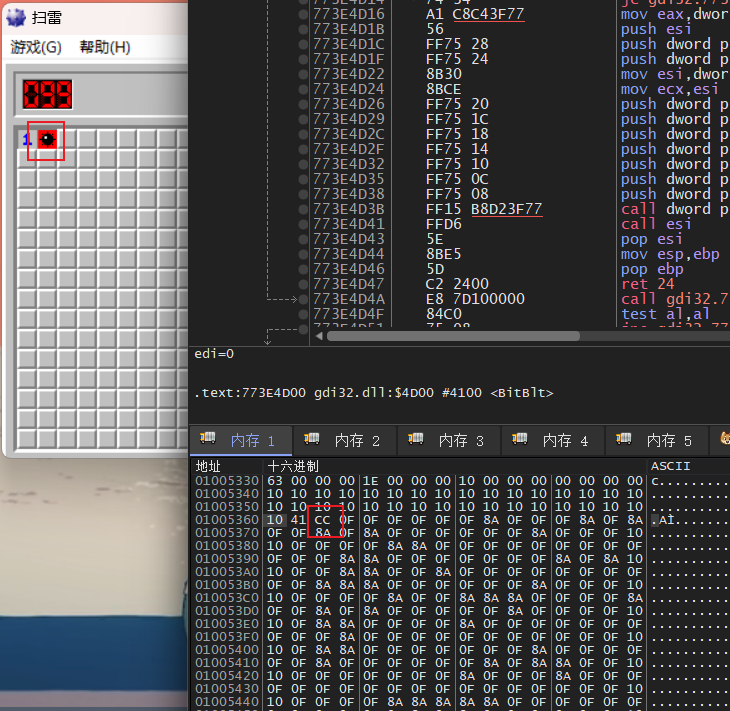 扫雷
游戏(G) 帮助(H)
099
1
773E4D16 A1 C8C43F77 mov eax,dwor
773E4D1B 56 push esi
773E4D1C FF75 28 push dword p
773E4D1F FF75 24 push dword p
773E4D22 8B30 mov esi,dwor
773E4D24 8BCE mov ecx,esi
773E4D26 FF75 20 push dword p
773E4D29 FF75 1C push dword p
773E4D2C FF75 18 push dword p
773E4D2F FF75 14 push dword p
773E4D32 FF75 10 push dword p
773E4D35 FF75 0C push dword p
773E4D38 FF75 08 push dword p
773E4D3B FF15 B8D23F77 call dword p
773E4D41 FFD6 call esi
773E4D43 5E pop esi
773E4D44 8BE5 mov esp,ebp
773E4D46 5D pop ebp
773E4D47 C2 2400 ret 24
773E4D4A E8 7D100000 call gdi32.7
773E4D4F 84C0 test al,al
edi=0
.text:773E4D00 gdi32.dll:$4D00 #4100 <BitBlt>
内存 1 内存 2 内存 3 内存 4 内存 5
地址 十六进制 ASCII
01005330 63 00 00 00 1E 00 00 00 10 00 00 00 00 00 00 00 c..........
01005340 10 10 10 10 10 10 10 10 10 10 10 10 10 10 10 10 ...........
01005350 10 10 10 10 10 10 10 10 10 10 10 10 10 10 10 10 ...........
01005360 10 41 CC 0F 0F 0F 0F 0F 0F 8A 0F 0F 0F 8A 0F 8A .AÌ........
01005370 0F 0F 8A 0F 8A 0F 0F 0F 0F 0F 0F 0F 0F 0F 0F 10 ...........
01005380 10 0F 0F 0F 0F 8A 8A 0F 0F 0F 0F 0F 0F 0F 0F 0F ...........
01005390 0F 0F 0F 8A 8A 0F 0F 0F 0F 0F 0F 0F 8A 0F 8A 10 ...........
010053A0 10 0F 0F 8A 8A 0F 0F 8A 0F 0F 0F 0F 0F 0F 0F 0F ...........
010053B0 0F 0F 8A 8A 8A 0F 0F 0F 0F 0F 0F 8A 0F 0F 0F 10 ...........
010053C0 10 0F 0F 0F 0F 8A 0F 0F 8A 8A 8A 0F 0F 0F 0F 8A ...........
010053D0 0F 0F 8A 0F 8A 0F 0F 0F 0F 0F 8A 0F 0F 0F 0F 10 ...........
010053E0 10 0F 8A 8A 0F 0F 0F 0F 8A 0F 0F 0F 0F 0F 0F 0F ...........
010053F0 0F 0F 0F 8A 0F 0F 0F 0F 0F 0F 0F 0F 0F 0F 0F 10 ...........
01005400 10 0F 8A 8A 0F 0F 0F 0F 0F 0F 0F 8A 0F 0F 0F 0F ...........
01005410 0F 0F 8A 0F 0F 0F 0F 0F 0F 8A 0F 8A 8A 0F 0F 10 ...........
01005420 10 0F 0F 0F 0F 0F 0F 0F 8A 0F 0F 8A 0F 0F 0F 0F ...........
01005430 0F 0F 0F 0F 0F 0F 0F 0F 0F 0F 0F 0F 0F 0F 0F 10 ...........
01005440 10 0F 0F 0F 0F 8A 8A 8A 8A 8A 0F 0F 0F 0F 0F 0F ...........